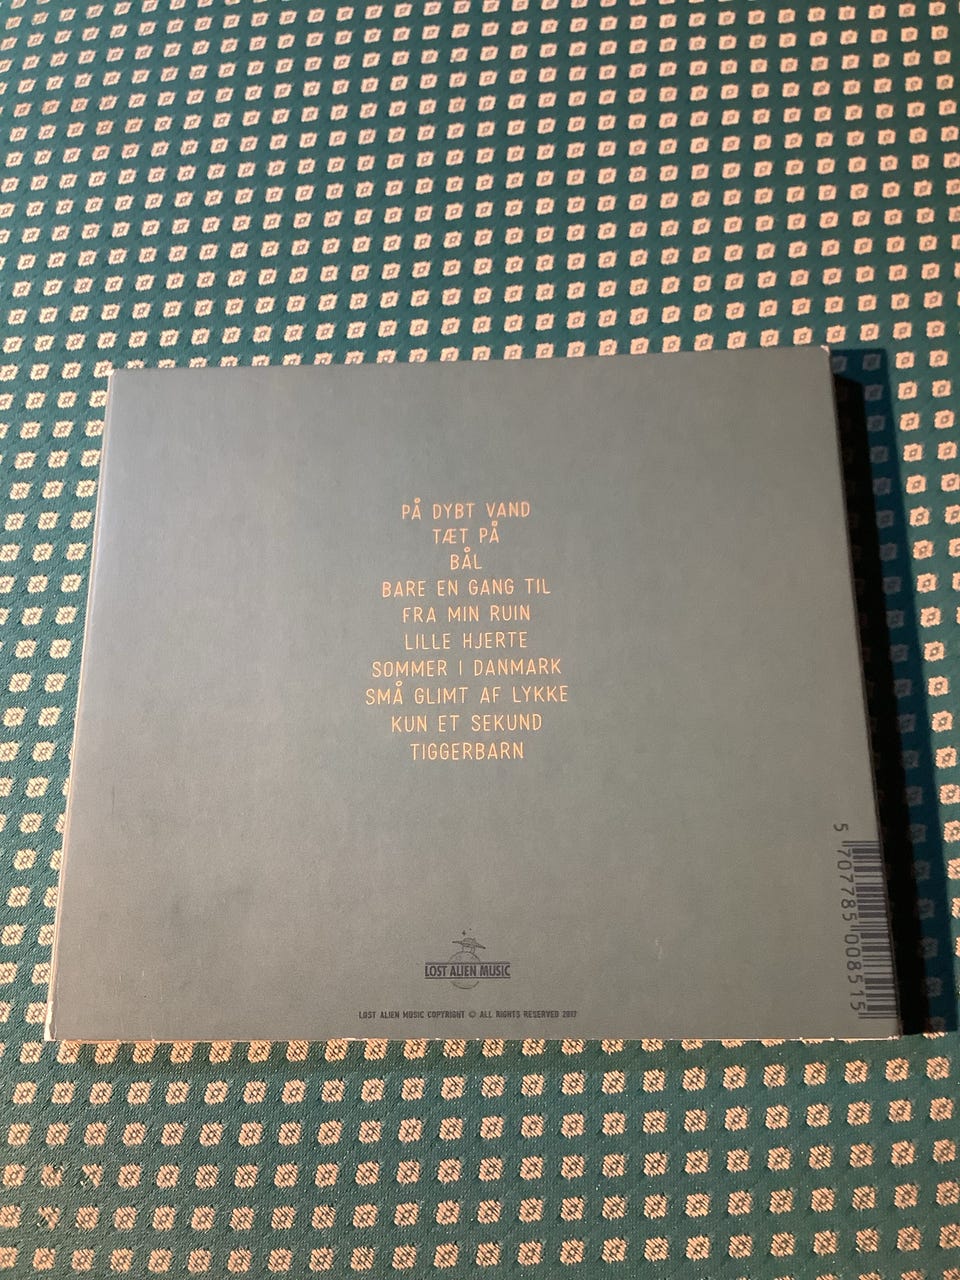 PÅ DYBT VAND
TÆT PÅ
BÅL
BARE EN GANG TIL
FRA MIN RUIN
LILLE HJERTE
SOMMER I DANMARK
SMÅ GLIMT AF LYKKE
KUN ET SEKUND
TIGGERBARN
5 707785 008515
LOST ALIEN MUSIC
LOST ALIEN MUSIC COPYRIGHT © ALL RIGHTS RESERVED 2017